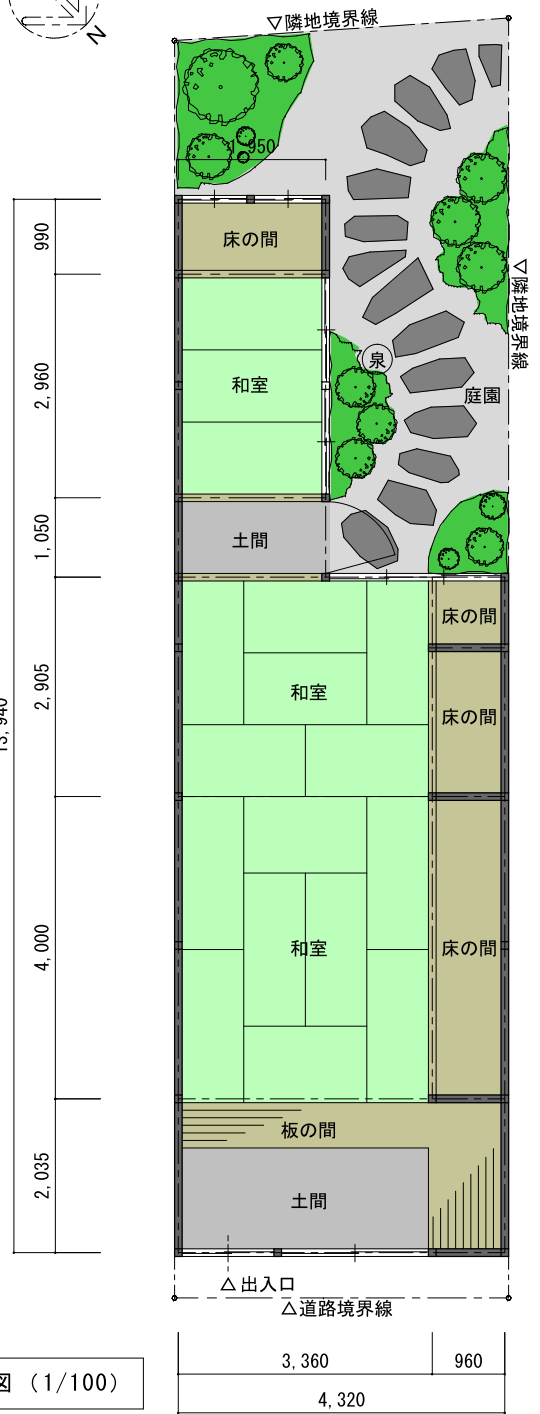 N
▽隣地境界線
1,950
床の間
990
▽隣地境界線
泉
和室
庭園
2,960
土間
1,050
床の間
和室
床の間
2,905
和室
床の間
4,000
板の間
土間
2,035
△出入口
△道路境界線
3,360
960
4,320
図 (1/100)